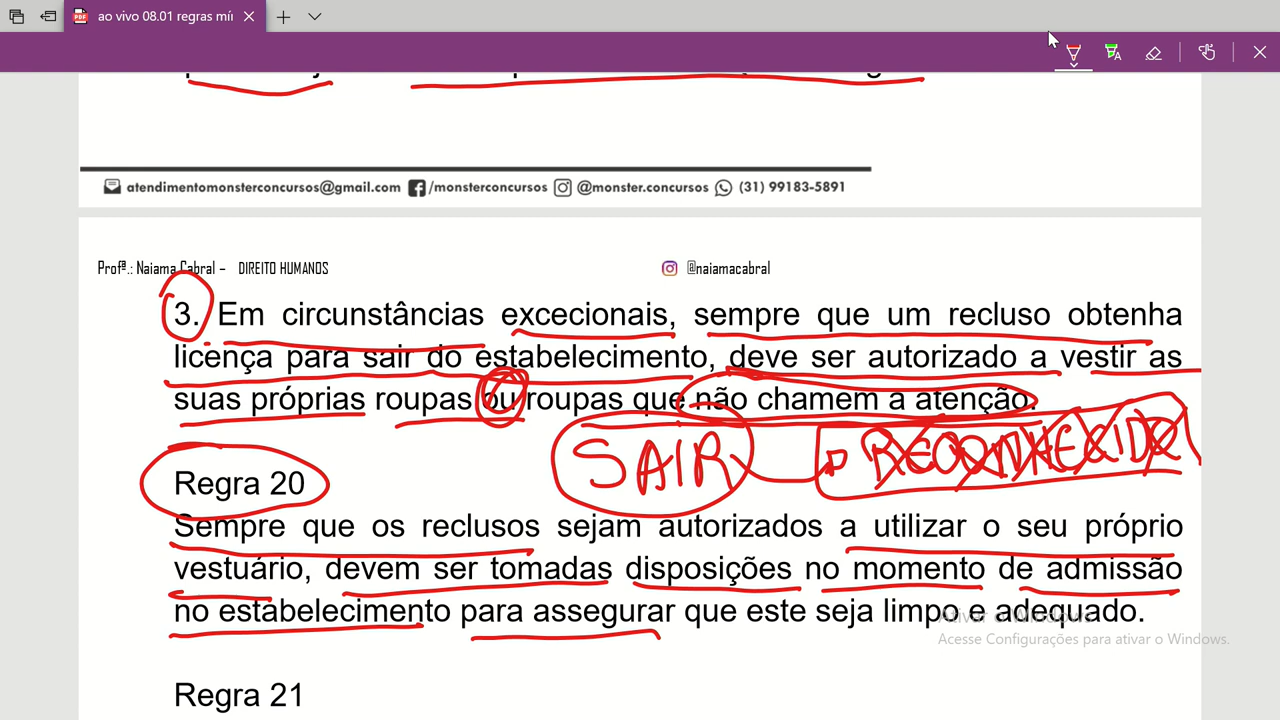 ao vivo 08.01 regras mí
atendimentomonsterconcursos@gmail.com /monsterconcursos @monster.concursos (31) 99183-5891
Profª.: Naiama Cabral – DIREITO HUMANOS @naiamacabral
3. Em circunstâncias excecionais, sempre que um recluso obtenha
licença para sair do estabelecimento, deve ser autorizado a vestir as
suas próprias roupas ou roupas que não chamem a atenção.
SAIR RECONHECIDO
Regra 20
Sempre que os reclusos sejam autorizados a utilizar o seu próprio
vestuário, devem ser tomadas disposições no momento de admissão
no estabelecimento para assegurar que este seja limpo e adequado.
Ativar o Windows
Acesse Configurações para ativar o Windows.
Regra 21